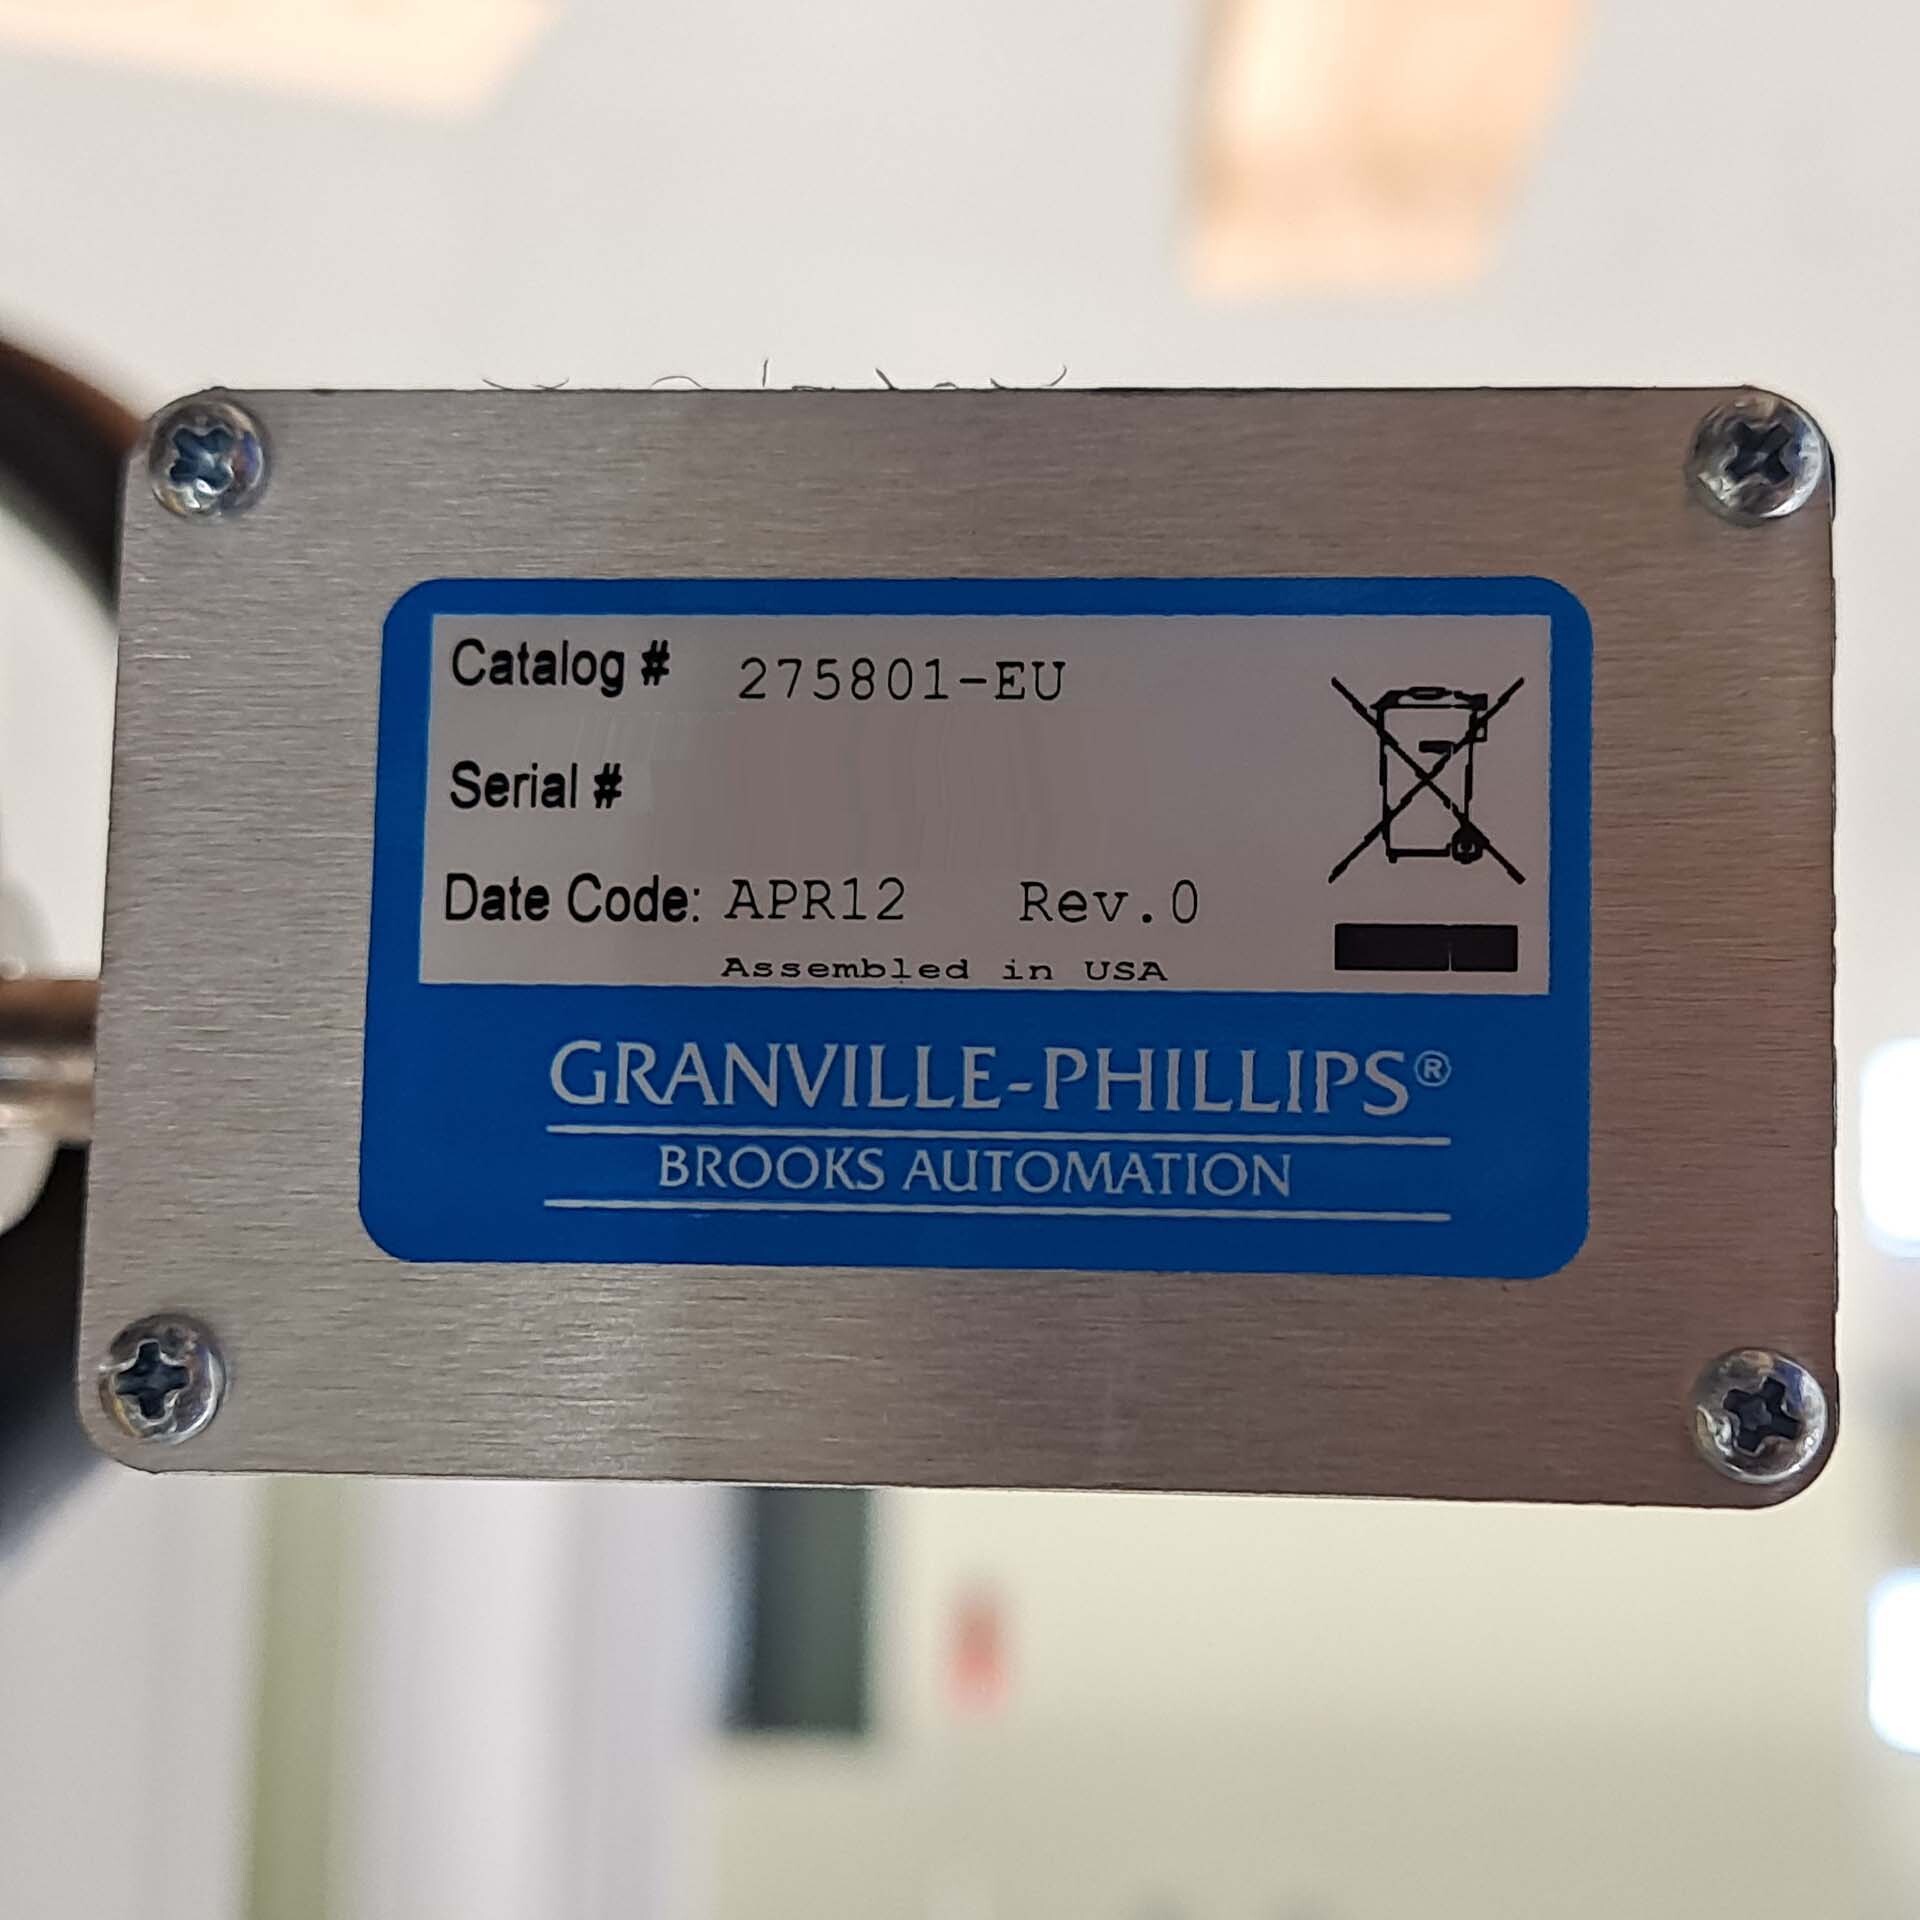 Catalog # 275801-EU
Serial #
Date Code: APR12 Rev.0
Assembled in USA
GRANVILLE-PHILLIPS®
BROOKS AUTOMATION